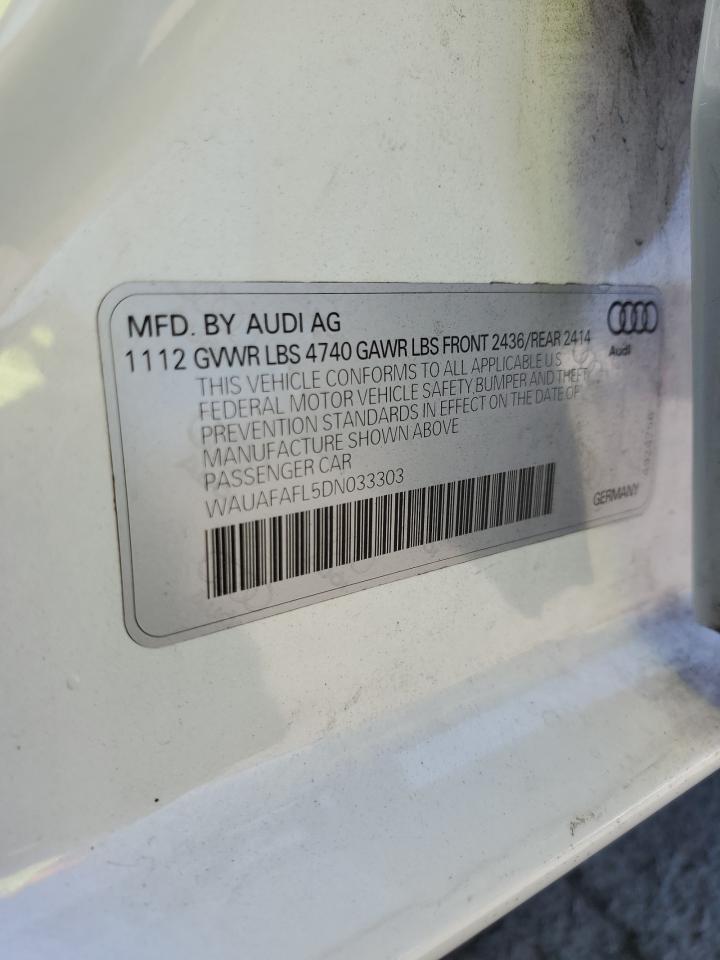 MFD. BY AUDI AG
1112 GVWR LBS 4740 GAWR LBS FRONT 2436/REAR 2414
THIS VEHICLE CONFORMS TO ALL APPLICABLE U S
FEDERAL MOTOR VEHICLE SAFETY BUMPER AND THEFT
PREVENTION STANDARDS IN EFFECT ON THE DATE OF
MANUFACTURE SHOWN ABOVE
PASSENGER CAR
WAUAFAFL5DN033303
Audi
GERMANY